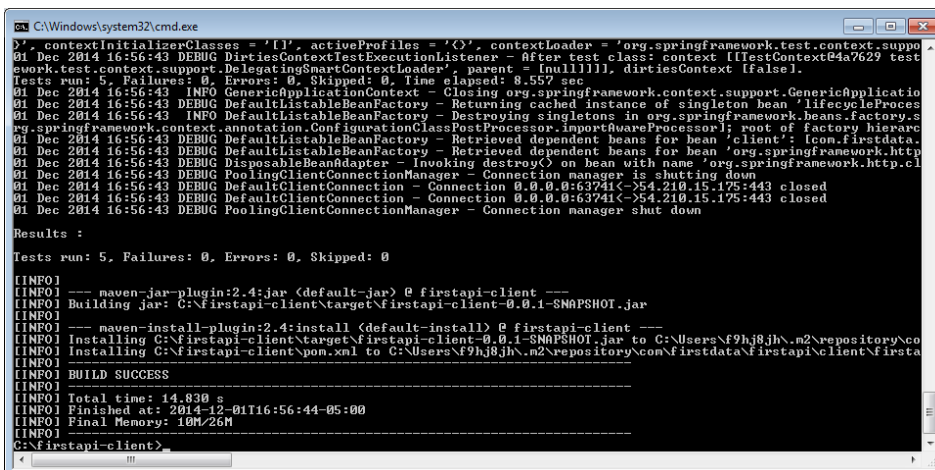 C:\Windows\system32\cmd.exe
}', contextInitializerClasses = '[]', activeProfiles = '{}', contextLoader = 'org.springframework.test.context.suppo
01 Dec 2014 16:56:43 DEBUG DirtiesContextTestExecutionListener - After test class: context [[TestContext@4a7629 test
ework.test.context.support.DelegatingSmartContextLoader', parent = [null]]]], dirtiesContext [false].
Tests run: 5, Failures: 0, Errors: 0, Skipped: 0, Time elapsed: 8.557 sec
01 Dec 2014 16:56:43  INFO GenericApplicationContext - Closing org.springframework.context.support.GenericApplicatio
01 Dec 2014 16:56:43 DEBUG DefaultListableBeanFactory - Returning cached instance of singleton bean 'lifecycleProces
01 Dec 2014 16:56:43  INFO DefaultListableBeanFactory - Destroying singletons in org.springframework.beans.factory.s
rg.springframework.context.annotation.ConfigurationClassPostProcessor.importAwareProcessor]; root of factory hierarc
01 Dec 2014 16:56:43 DEBUG DefaultListableBeanFactory - Retrieved dependent beans for bean 'client': [com.firstdata.
01 Dec 2014 16:56:43 DEBUG DefaultListableBeanFactory - Retrieved dependent beans for bean 'org.springframework.http
01 Dec 2014 16:56:43 DEBUG DisposableBeanAdapter - Invoking destroy() on bean with name 'org.springframework.http.cl
01 Dec 2014 16:56:43 DEBUG PoolingClientConnectionManager - Connection manager is shutting down
01 Dec 2014 16:56:43 DEBUG DefaultClientConnection - Connection 0.0.0.0:63741<->54.210.15.175:443 closed
01 Dec 2014 16:56:43 DEBUG DefaultClientConnection - Connection 0.0.0.0:63741<->54.210.15.175:443 closed
01 Dec 2014 16:56:43 DEBUG PoolingClientConnectionManager - Connection manager shut down
Results :
Tests run: 5, Failures: 0, Errors: 0, Skipped: 0
[INFO]
[INFO] --- maven-jar-plugin:2.4:jar (default-jar) @ firstapi-client ---
[INFO] Building jar: C:\firstapi-client\target\firstapi-client-0.0.1-SNAPSHOT.jar
[INFO]
[INFO] --- maven-install-plugin:2.4:install (default-install) @ firstapi-client ---
[INFO] Installing C:\firstapi-client\target\firstapi-client-0.0.1-SNAPSHOT.jar to C:\Users\f9hj8jh\.m2\repository\co
[INFO] Installing C:\firstapi-client\pom.xml to C:\Users\f9hj8jh\.m2\repository\com\firstdata\firstapi\client\firsta
[INFO] ------------------------------------------------------------------------
[INFO] BUILD SUCCESS
[INFO] ------------------------------------------------------------------------
[INFO] Total time: 14.830 s
[INFO] Finished at: 2014-12-01T16:56:44-05:00
[INFO] Final Memory: 10M/26M
[INFO] ------------------------------------------------------------------------
C:\firstapi-client>_